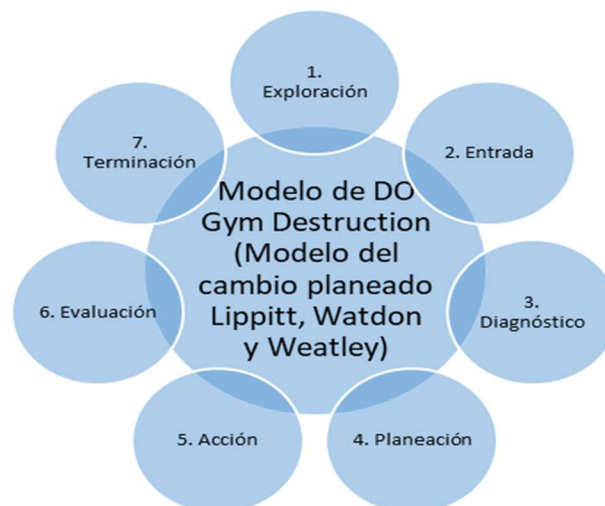 1.
Exploración
2. Entrada
3.
Diagnóstico
4. Planeación
5. Acción
6. Evaluación
7.
Terminación
Modelo de DO
Gym Destruction
(Modelo del
cambio planeado
Lippitt, Watdon
y Weatley)